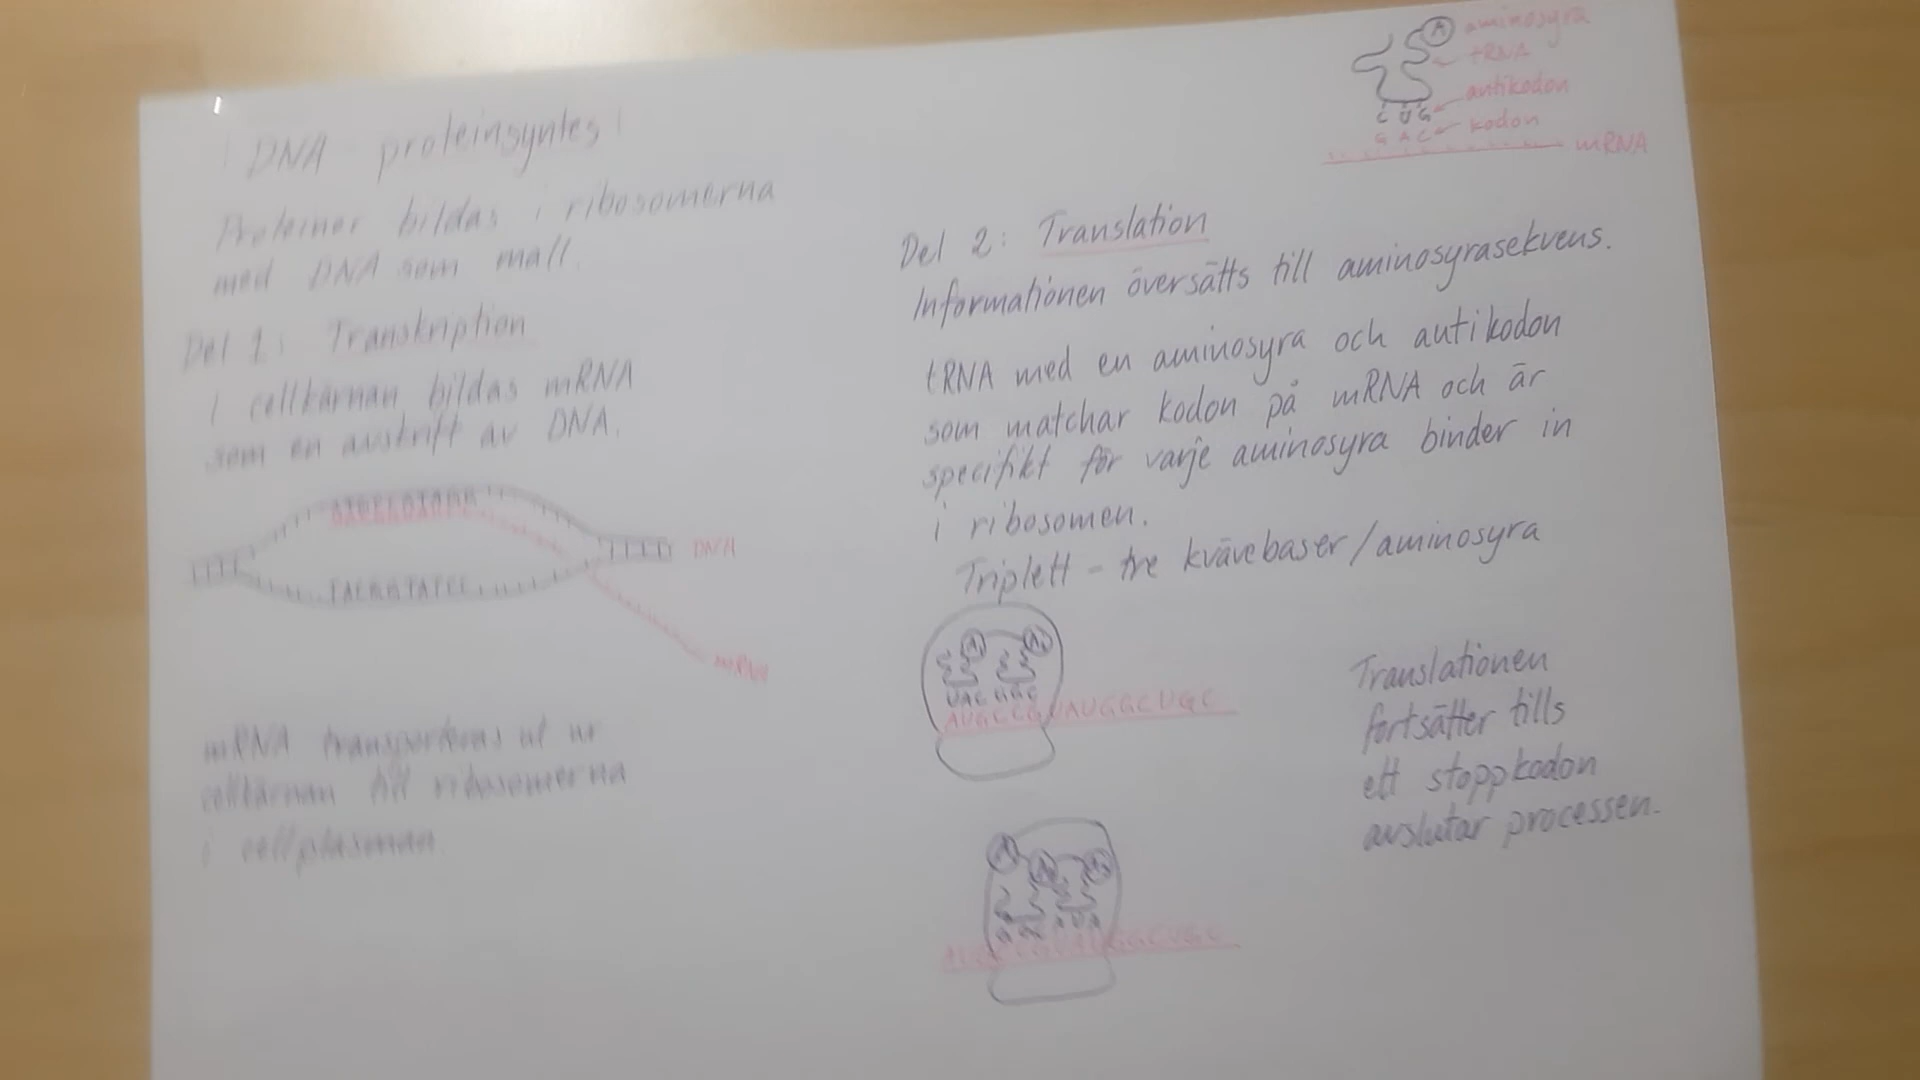 DNA proteinsyntes
Proteiner bildas i ribosomerna
med DNA som mall.
Del 1: Transkription
I cellkärnan bildas mRNA
som en avskrift av DNA.
DNA
mRNA
mRNA transporteras ut ur
cellkärnan till ribosomerna
i cellplasman.
A aminosyra
tRNA
antikodon
CUG
GAC kodon
mRNA
Del 2: Translation
Informationen översätts till aminosyrasekvens.
tRNA med en aminosyra och antikodon
som matchar kodon på mRNA och är
specifikt för varje aminosyra binder in
i ribosomen.
Triplett - tre kvävebaser/aminosyra
UAC GGC
AUGCCGUAUGGCUGC
Translationen
fortsätter tills
ett stoppkodon
avslutar processen.